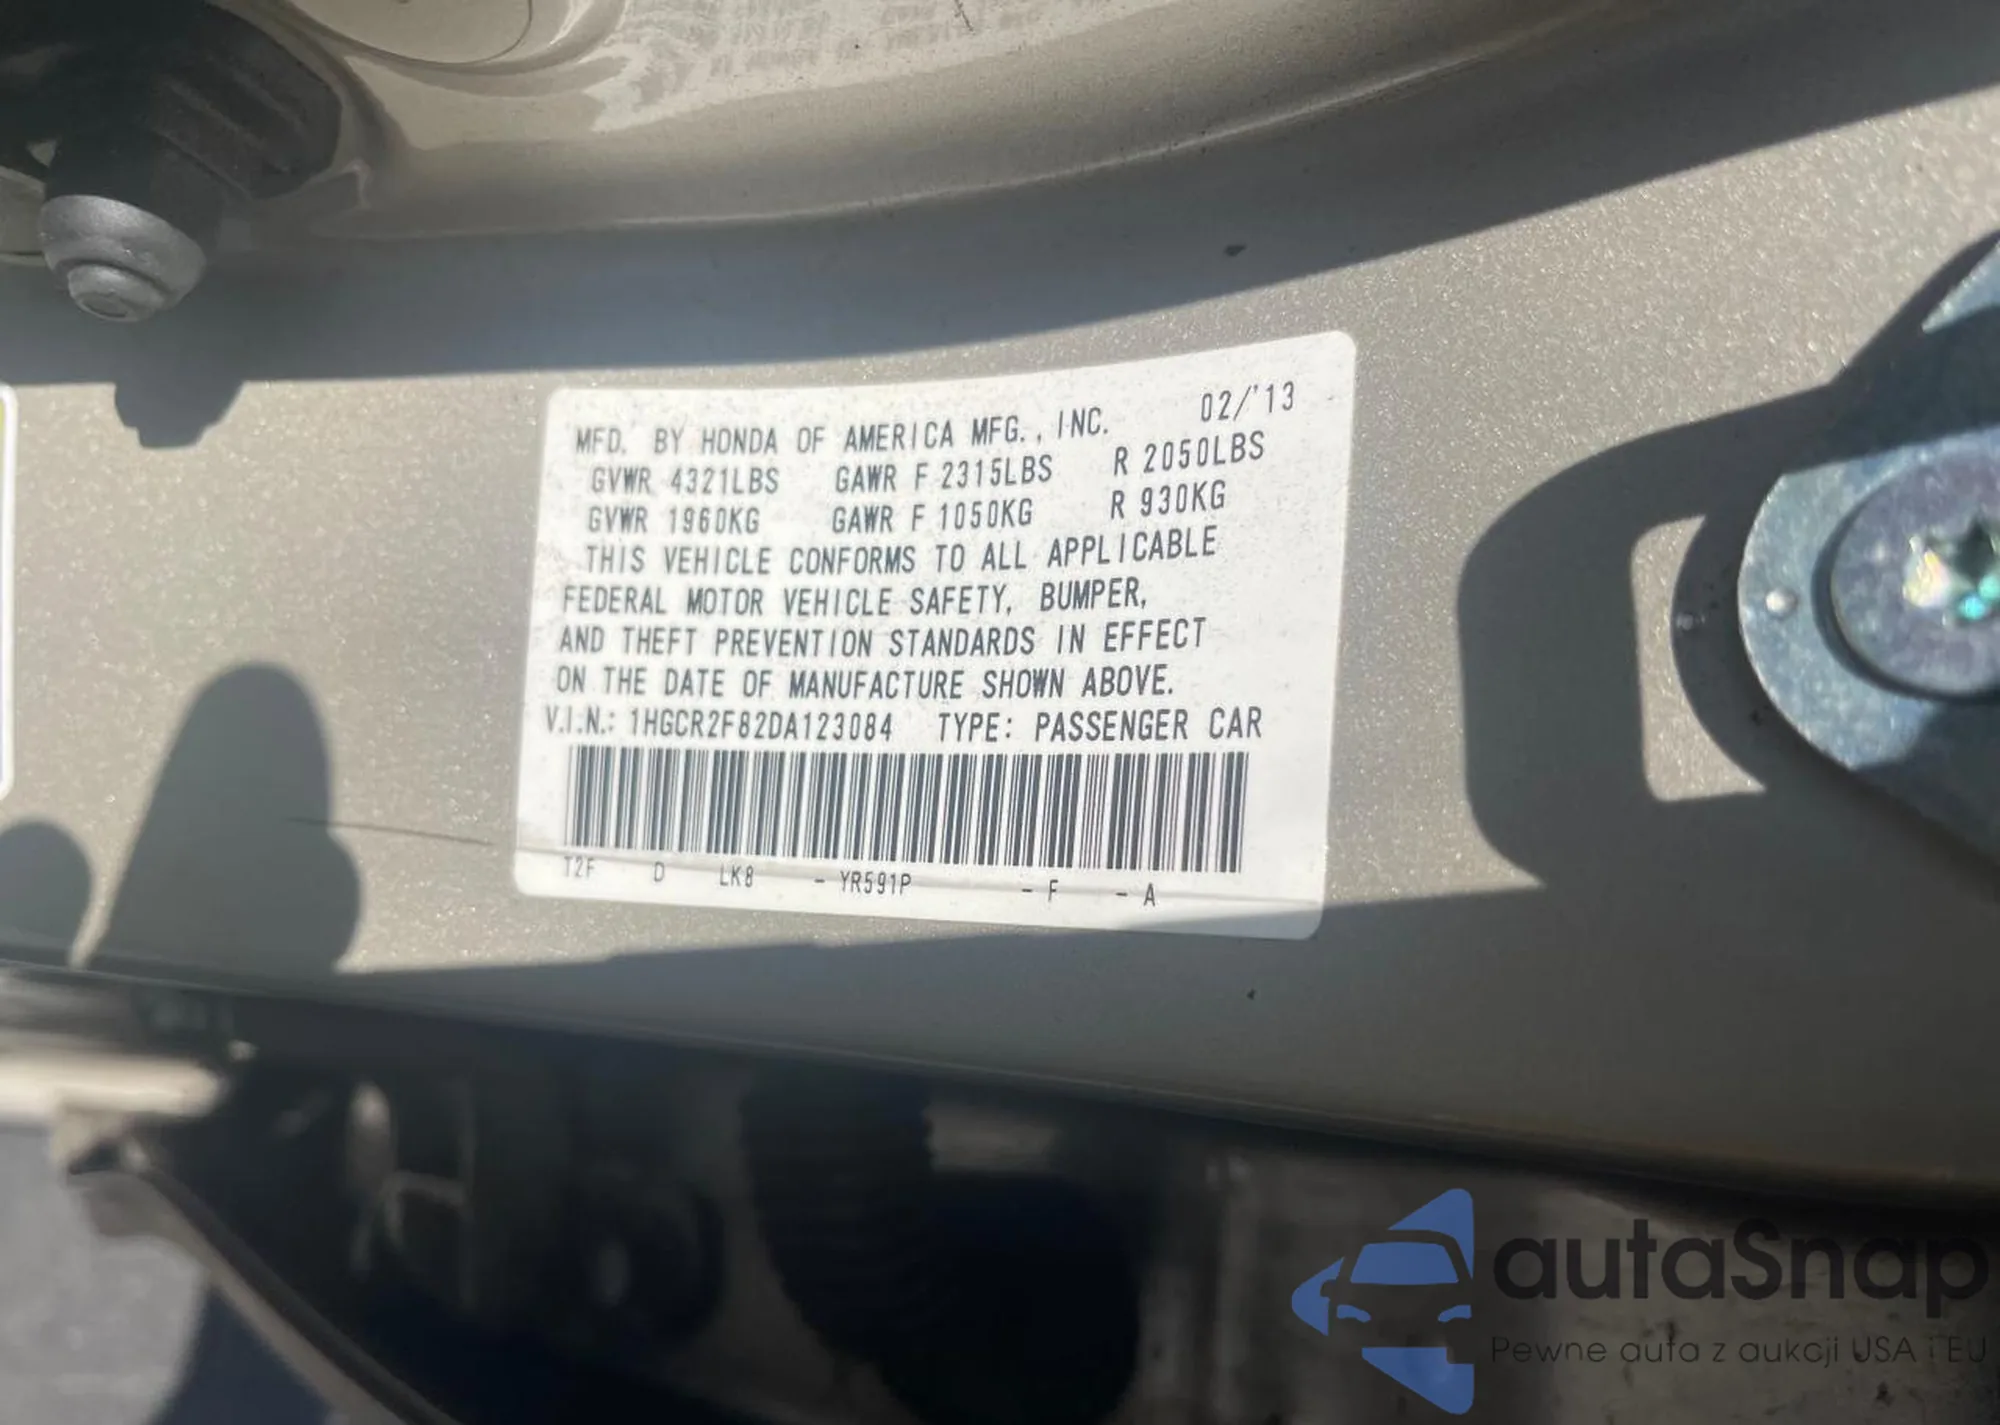 MFD. BY HONDA OF AMERICA MFG., INC. 02/'13
GVWR 4321LBS GAWR F 2315LBS R 2050LBS
GVWR 1960KG GAWR F 1050KG R 930KG
THIS VEHICLE CONFORMS TO ALL APPLICABLE
FEDERAL MOTOR VEHICLE SAFETY, BUMPER,
AND THEFT PREVENTION STANDARDS IN EFFECT
ON THE DATE OF MANUFACTURE SHOWN ABOVE.
V.I.N.: 1HGCR2F82DA123084 TYPE: PASSENGER CAR
T2F D LK8 - YR591P - F - A
autaSnap
Pewne auta z aukcji USA i EU